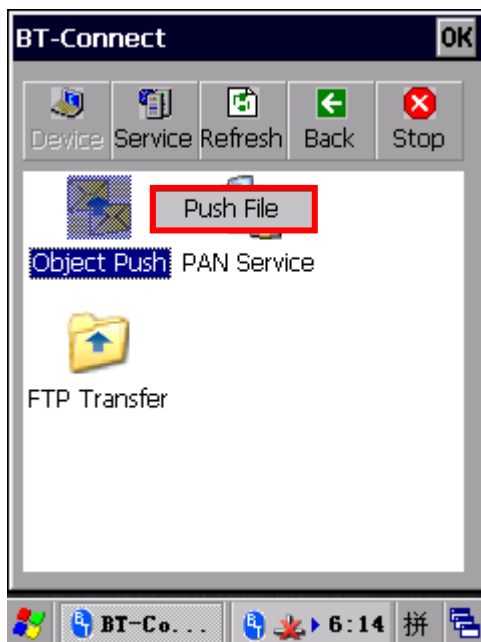 BT-Connect OK
Device Service Refresh Back Stop
Push File
Object Push PAN Service
FTP Transfer
BT-Co... 6:14 拼